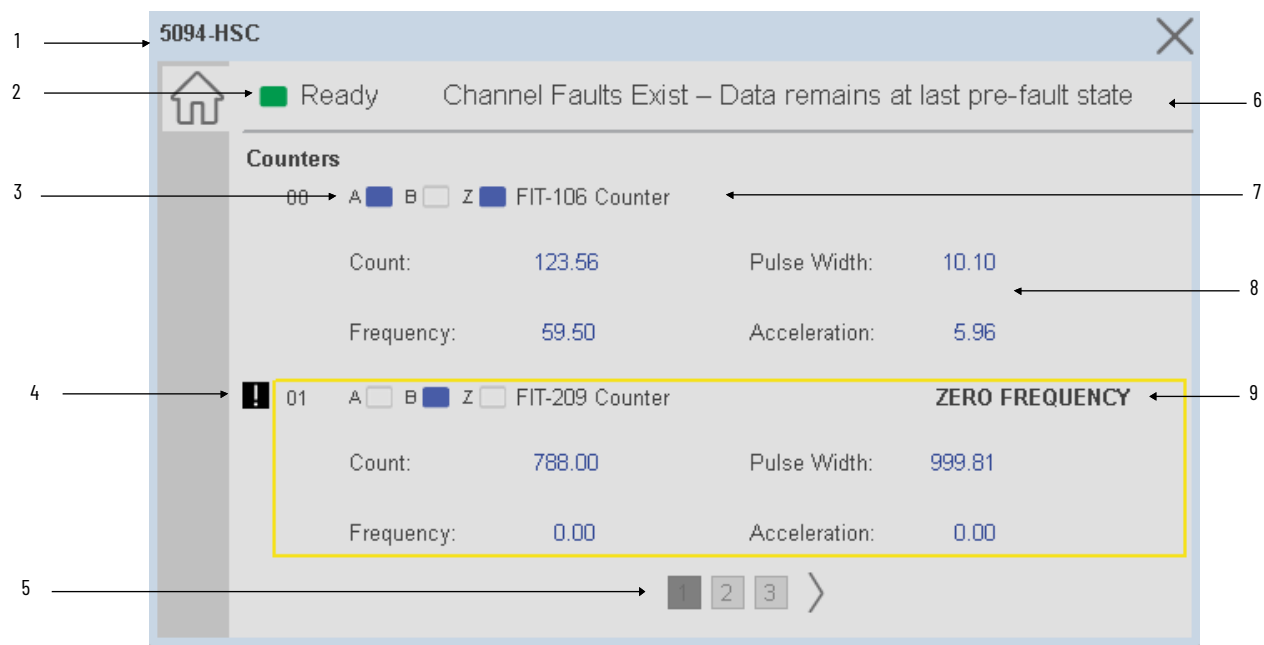 1 5094-HSC
2 Ready Channel Faults Exist – Data remains at last pre-fault state 6
Counters
3 00 A B Z FIT-106 Counter 7
Count: 123.56 Pulse Width: 10.10
8
Frequency: 59.50 Acceleration: 5.96
4 ! 01 A B Z FIT-209 Counter ZERO FREQUENCY 9
Count: 788.00 Pulse Width: 999.81
Frequency: 0.00 Acceleration: 0.00
5 1 2 3